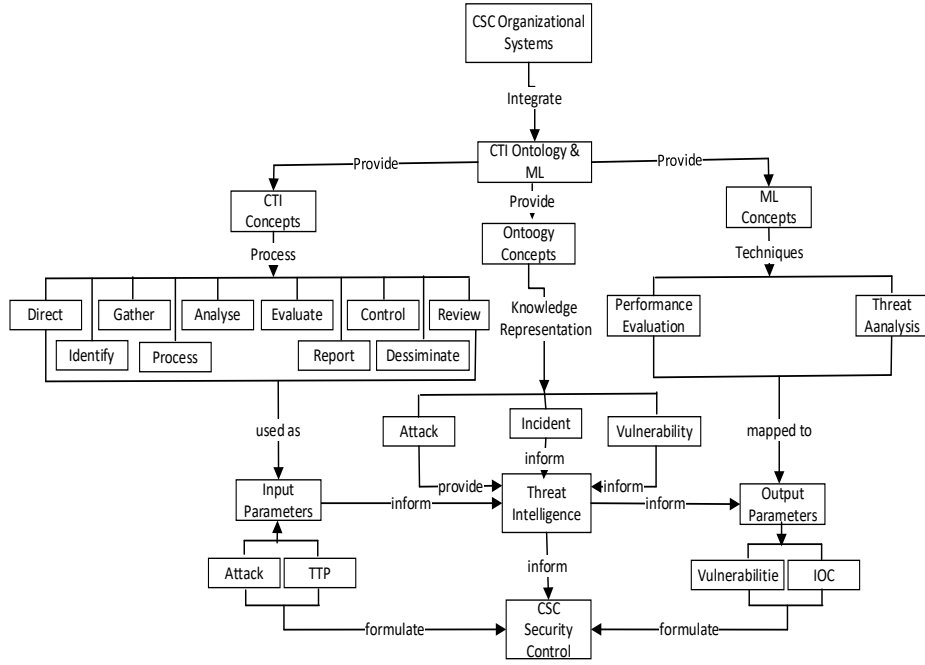 CSC Organizational
Systems
Integrate
CTI Ontology &
ML
Provide
Provide
Provide
CTI
Concepts
Ontoogy
Concepts
ML
Concepts
Process
Techniques
Knowledge
Representation
Direct
Gather
Analyse
Evaluate
Control
Review
Identify
Process
Report
Dessiminate
Performance
Evaluation
Threat
Aanalysis
used as
Attack
Incident
Vulnerability
mapped to
provide
inform
inform
Input
Parameters
inform
Threat
Intelligence
inform
Output
Parameters
Attack
TTP
inform
Vulnerabilitie
IOC
formulate
CSC
Security
Control
formulate